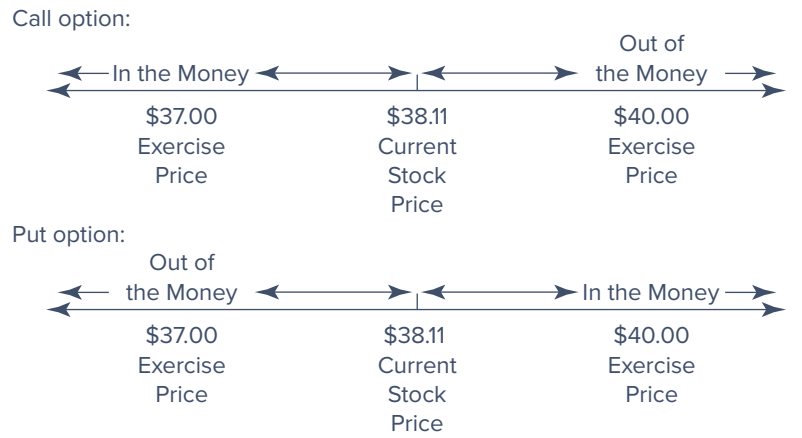 Call option:
Out of
In the Money the Money
$37.00 $38.11 $40.00
Exercise Current Exercise
Price Stock Price
Price
Put option:
Out of
the Money In the Money
$37.00 $38.11 $40.00
Exercise Current Exercise
Price Stock Price
Price